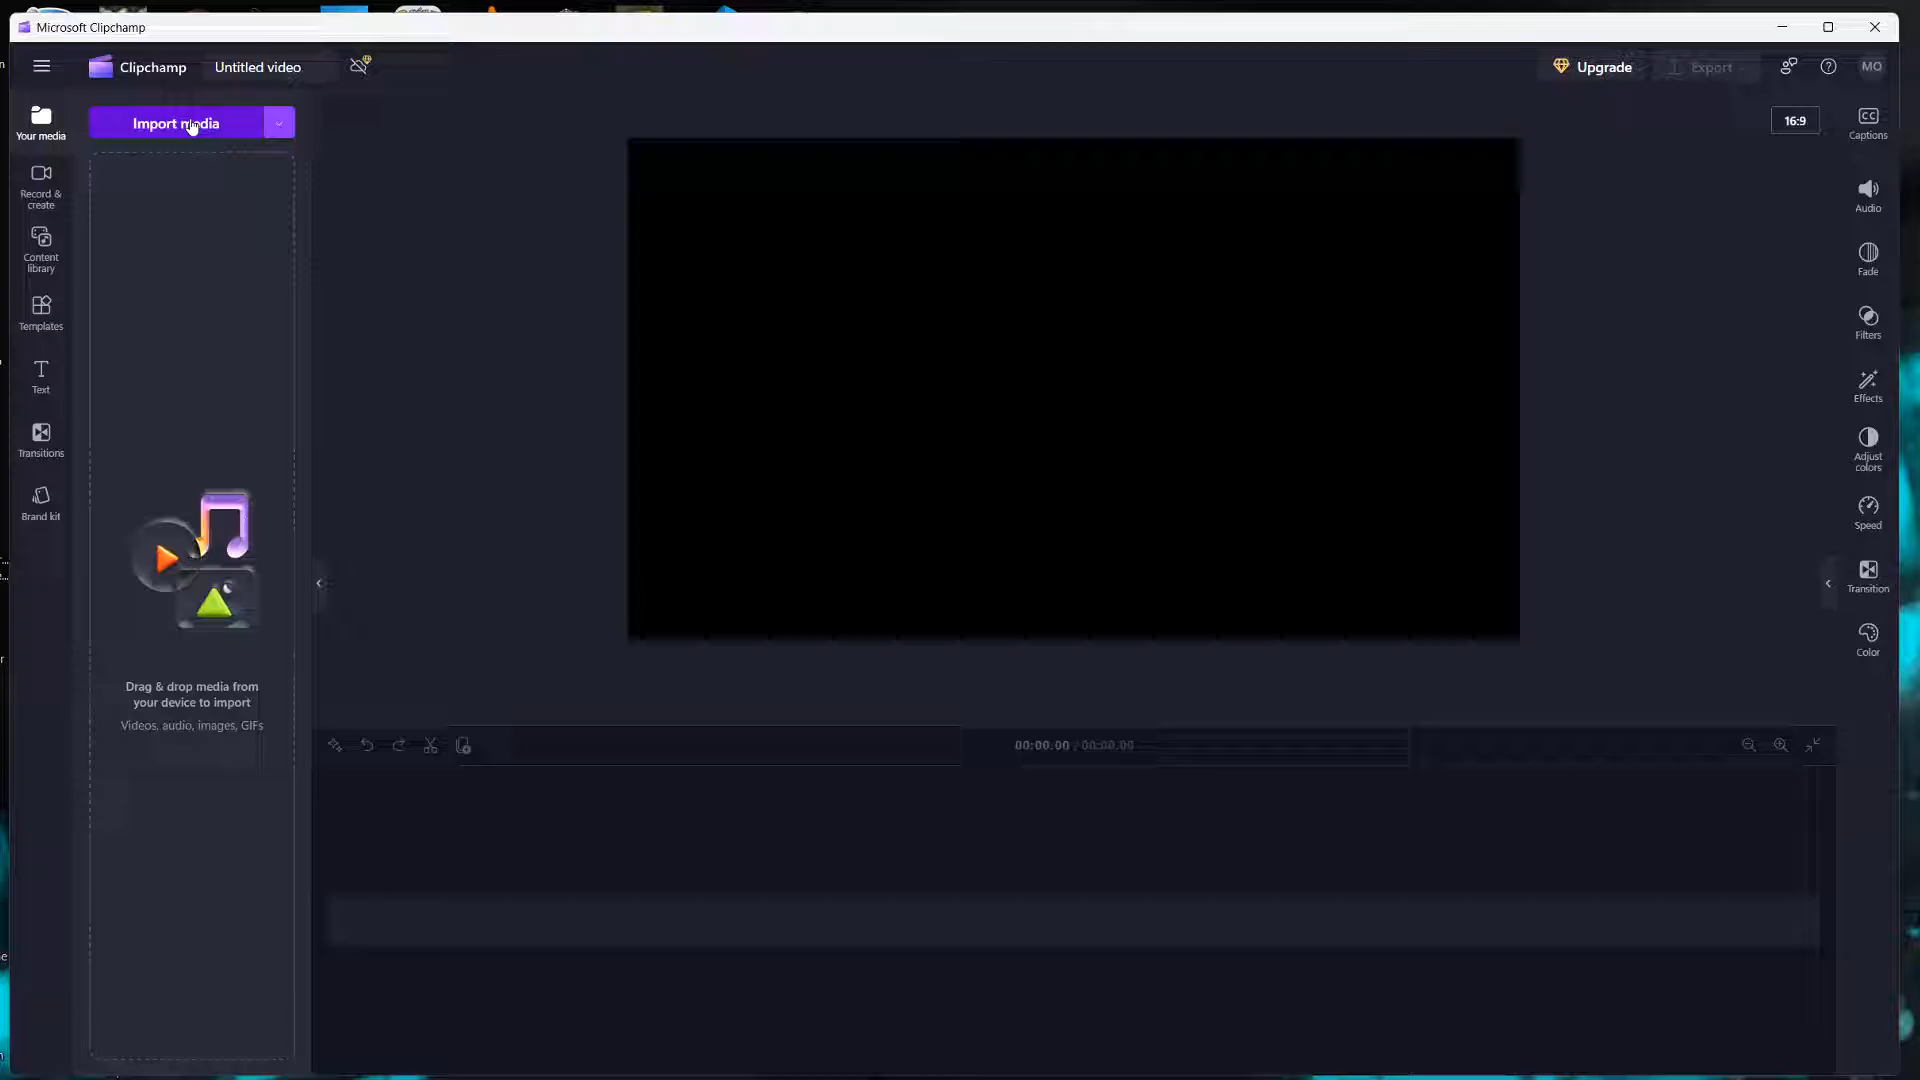 Microsoft Clipchamp
Clipchamp
Untitled video
Upgrade
Export
MO
Your media
Import media
16:9
CC
Captions
Record &
create
Audio
Content
library
Fade
Templates
Filters
Text
Effects
Transitions
Adjust
colors
Brand kit
Speed
Transition
Color
Drag & drop media from
your device to import
Videos, audio, images, GIFs
00:00.00 / 00:00.00